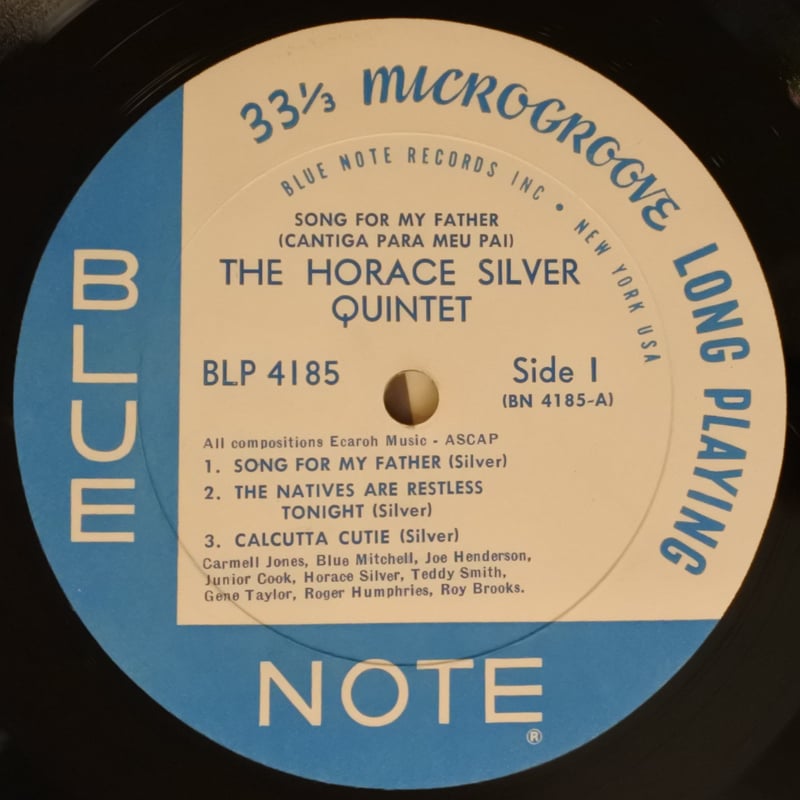 33⅓ MICROGROOVE LONG PLAYING
BLUE NOTE RECORDS INC • NEW YORK USA
SONG FOR MY FATHER
(CANTIGA PARA MEU PAI)
THE HORACE SILVER
QUINTET
BLP 4185
Side 1
(BN 4185-A)
All compositions Ecaroh Music - ASCAP
1. SONG FOR MY FATHER (Silver)
2. THE NATIVES ARE RESTLESS
TONIGHT (Silver)
3. CALCUTTA CUTIE (Silver)
Carmell Jones, Blue Mitchell, Joe Henderson,
Junior Cook, Horace Silver, Teddy Smith,
Gene Taylor, Roger Humphries, Roy Brooks.
BLUE
NOTE
®